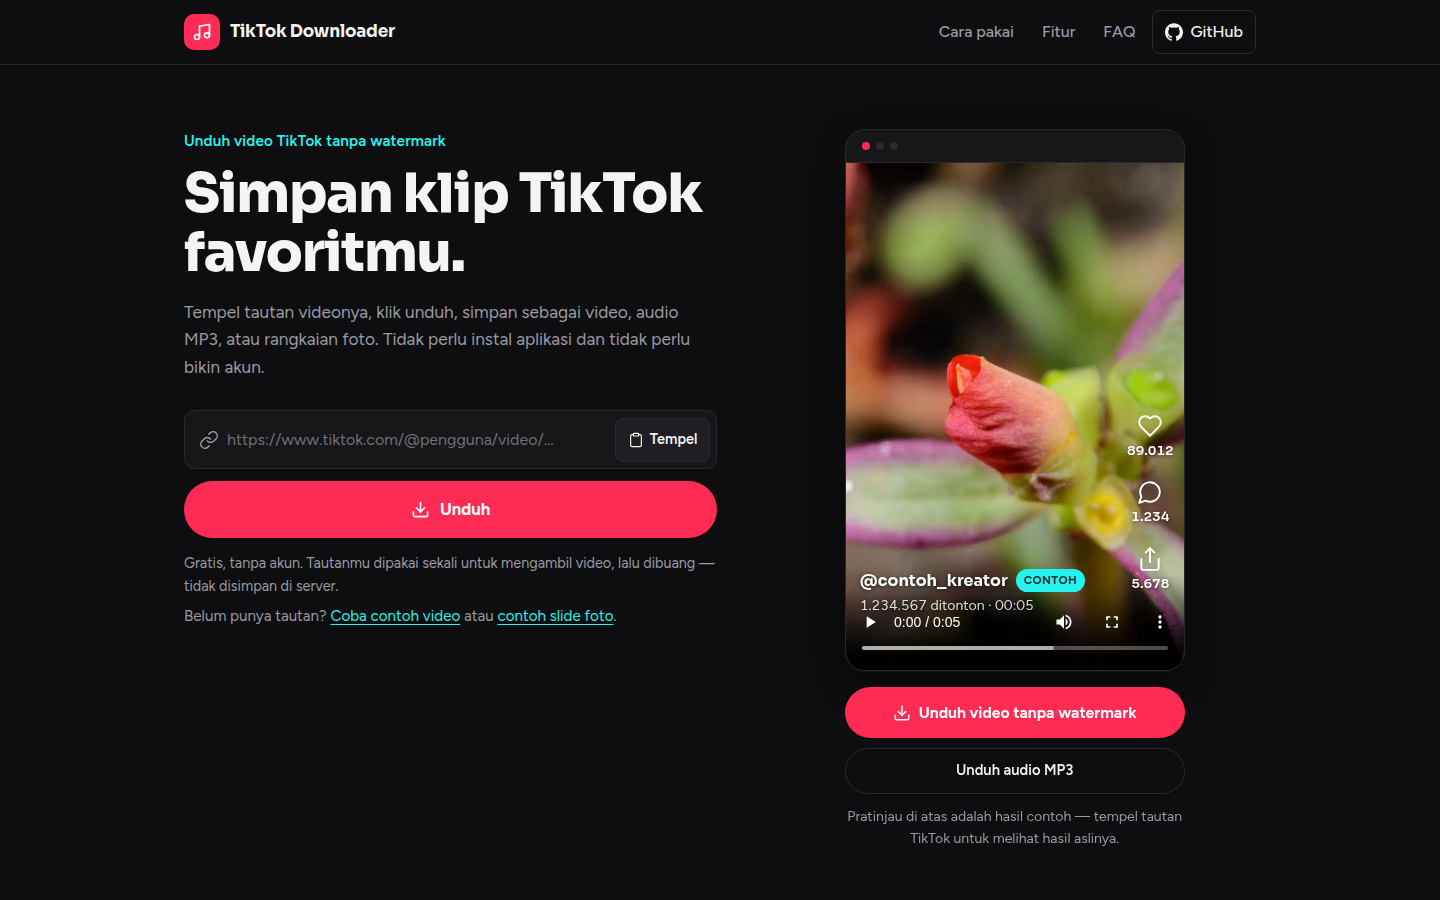 TikTok Downloader
Cara pakai
Fitur
FAQ
GitHub
Unduh video TikTok tanpa watermark
Simpan klip TikTok
favoritmu.
Tempel tautan videonya, klik unduh, simpan sebagai video, audio
MP3, atau rangkaian foto. Tidak perlu instal aplikasi dan tidak perlu
bikin akun.
https://www.tiktok.com/@pengguna/video/...
Tempel
Unduh
Gratis, tanpa akun. Tautanmu dipakai sekali untuk mengambil video, lalu dibuang —
tidak disimpan di server.
Belum punya tautan? Coba contoh video atau contoh slide foto.
89.012
1.234
5.678
@contoh_kreator CONTOH
1.234.567 ditonton · 00:05
0:00 / 0:05
Unduh video tanpa watermark
Unduh audio MP3
Pratinjau di atas adalah hasil contoh — tempel tautan
TikTok untuk melihat hasil aslinya.